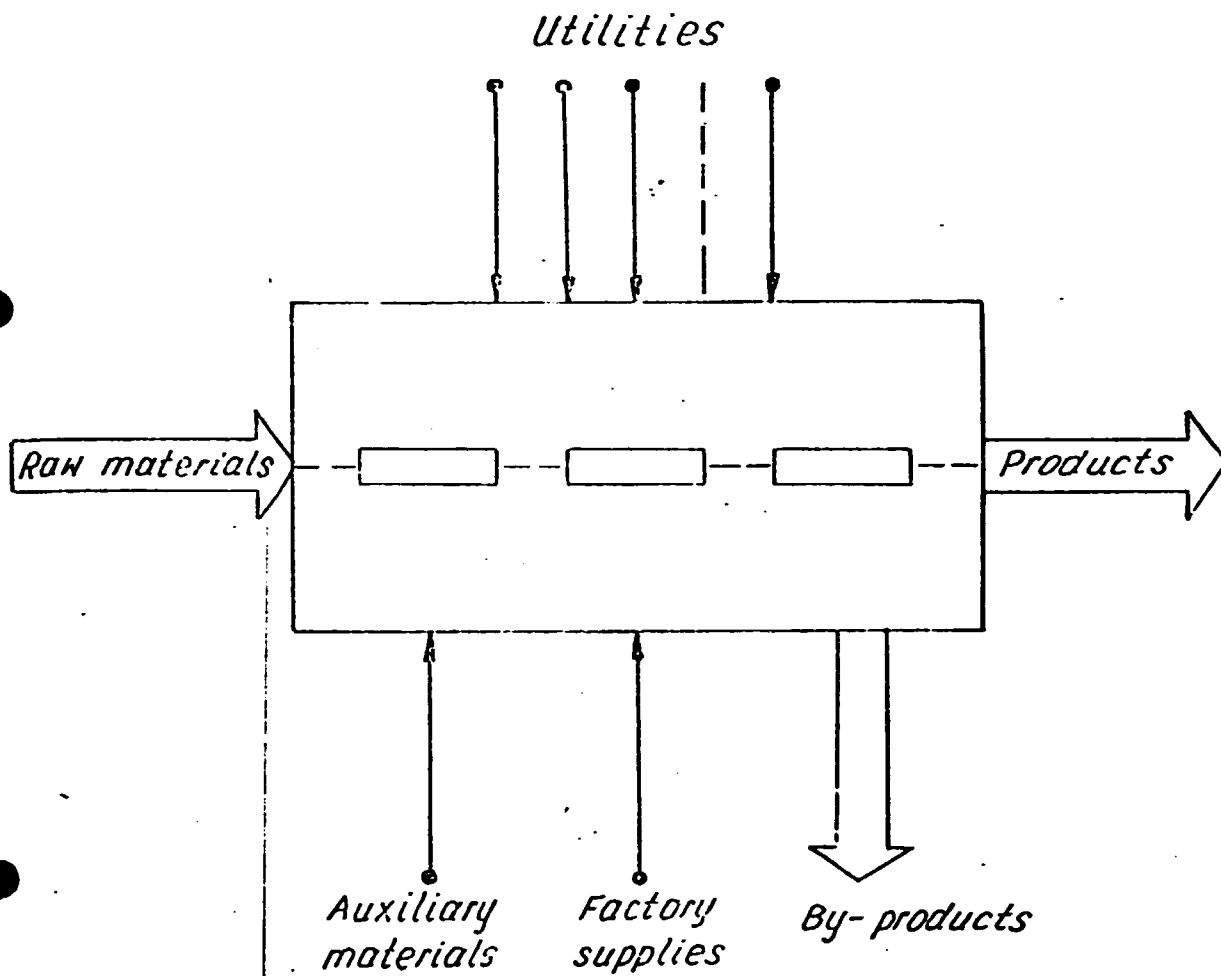 Utilities
Raw materials
Products
Auxiliary
materials
Factory
supplies
By-products